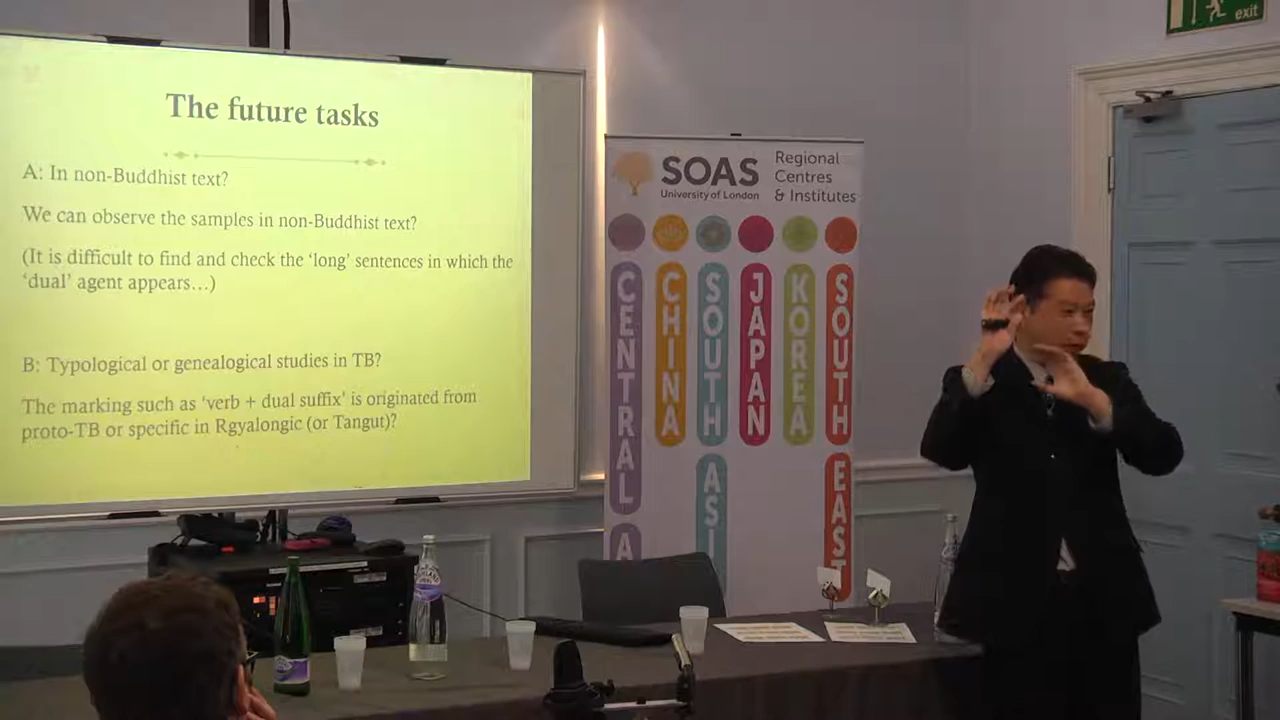 The future tasks
A: In non-Buddhist text?
We can observe the samples in non-Buddhist text?
(It is difficult to find and check the ‘long’ sentences in which the
‘dual’ agent appears…)
B: Typological or genealogical studies in TB?
The marking such as ‘verb + dual suffix’ is originated from
proto-TB or specific in Rgyalongic (or Tangut)?
SOAS
University of London
Regional
Centres
& Institutes
CENTRAL A
CHINA
SOUTH ASI
JAPAN
KOREA
SOUTH EAST
exit